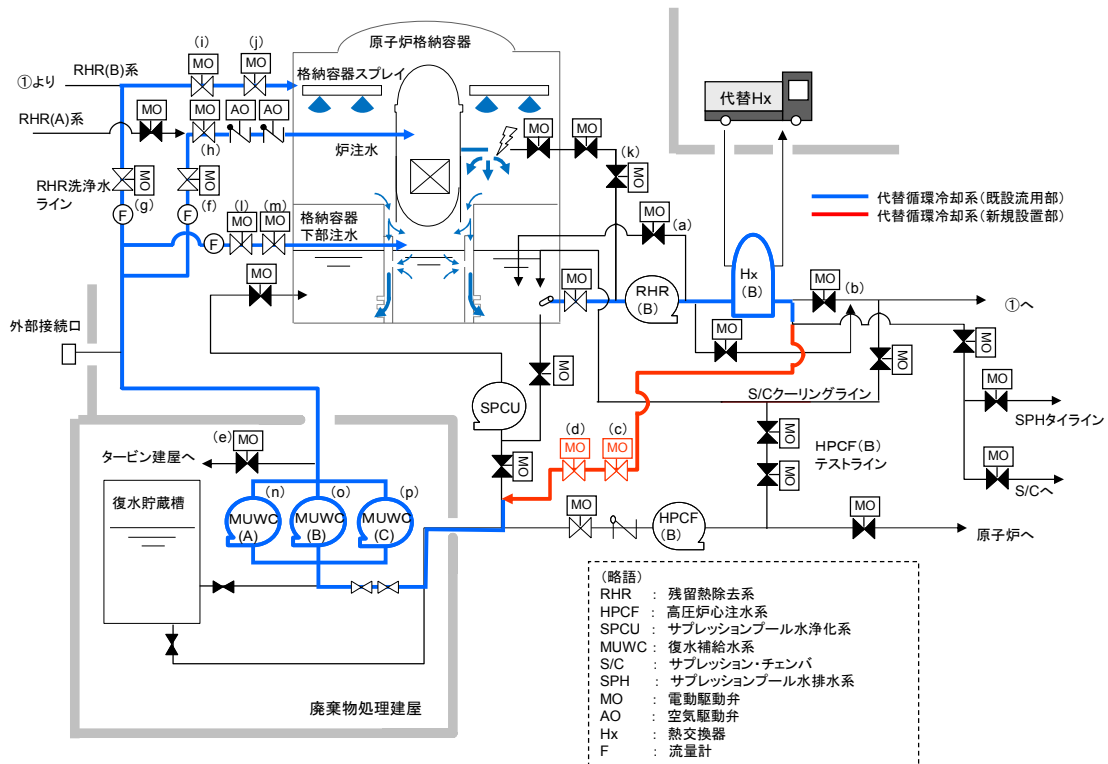 原子炉格納容器
(i)
(j)
MO
MO
RHR(B)系
①より
格納容器スプレイ
代替Hx
RHR(A)系
MO
MO
AO
AO
MO
MO
炉注水
(h)
(k)
MO
RHR洗浄水
ライン
MO
(g)
MO
(f)
F
F
代替循環冷却系(既設流用部)
代替循環冷却系(新規設置部)
(l)
(m)
MO
MO
F
格納容器
下部注水
MO
(a)
MO
MO
RHR
(B)
Hx
(B)
MO
(b)
①へ
外部接続口
MO
MO
MO
MO
SPCU
S/Cクーリングライン
MO
SPHタイライン
(d)
(c)
MO
MO
MO
MO
MO
HPCF(B)
テストライン
MO
S/Cへ
(e)
MO
タービン建屋へ
復水貯蔵槽
(n)
(o)
(p)
MUWC
(A)
MUWC
(B)
MUWC
(C)
MO
HPCF
(B)
MO
原子炉へ
廃棄物処理建屋
(略語)
RHR : 残留熱除去系
HPCF : 高圧炉心注水系
SPCU : サプレッションプール水浄化系
MUWC : 復水補給水系
S/C : サプレッション・チェンバ
SPH : サプレッションプール水排水系
MO : 電動駆動弁
AO : 空気駆動弁
Hx : 熱交換器
F : 流量計